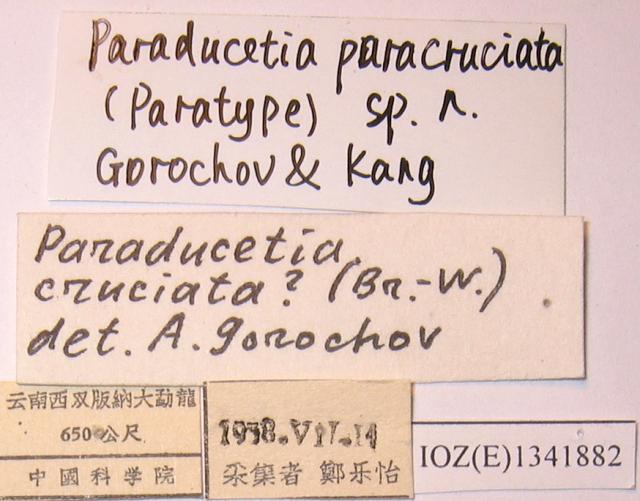 Paraducetia paracruciata
(Paratype) sp. n.
Gorochov & Kang
Paraducetia
cruciata? (Br.-W.)
det. A. Gorochov
云南西双版納大勐龍
650公尺
中國科学院
1958.VII.14
采集者 鄭乐怡
IOZ(E)1341882